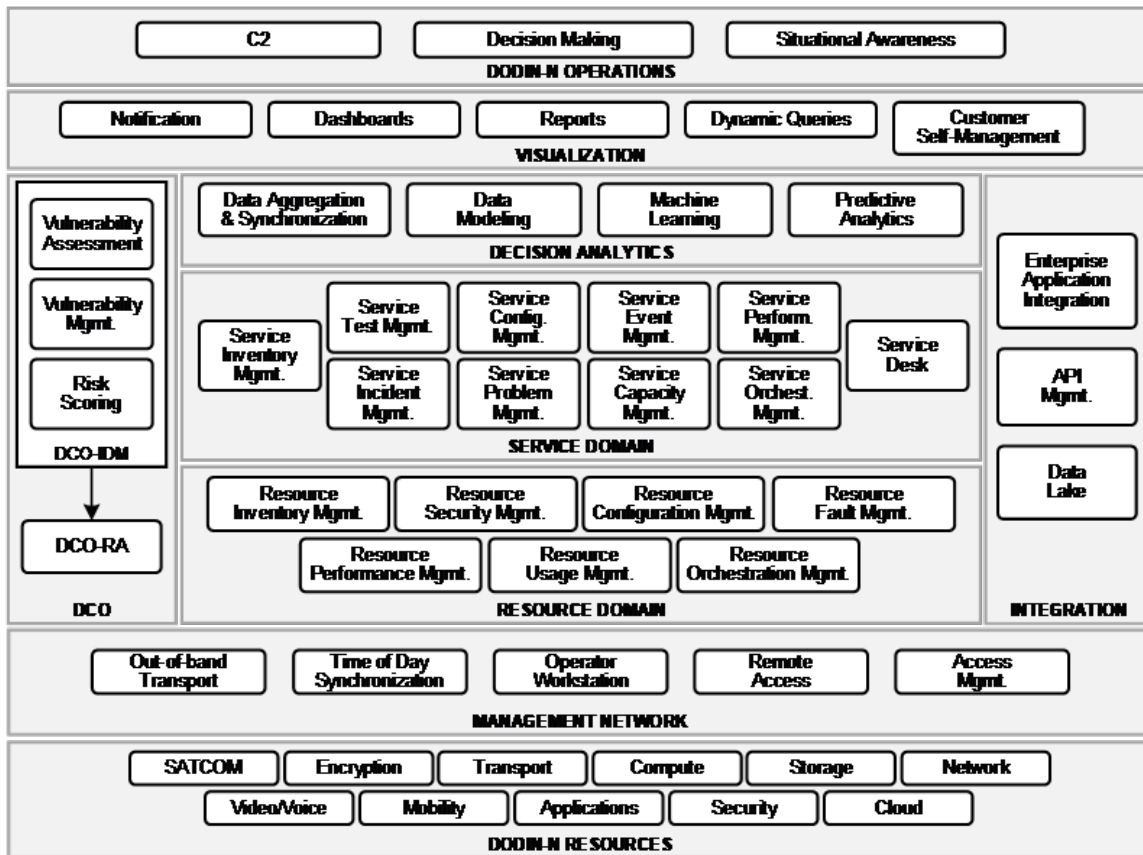 C2
Decision Making
Situational Awareness
DODIN-N OPERATIONS
Notification
Dashboards
Reports
Dynamic Queries
Customer
Self-Management
VISUALIZATION
Vulnerability
Assessment
Vulnerability
Mgmt.
Risk
Scoring
DCO-IDM
DCO-RA
DCO
Data Aggregation
& Synchronization
Data
Modeling
Machine
Learning
Predictive
Analytics
DECISION ANALYTICS
Service
Inventory
Mgmt.
Service
Test Mgmt.
Service
Config.
Mgmt.
Service
Event
Mgmt.
Service
Perform.
Mgmt.
Service
Incident
Mgmt.
Service
Problem
Mgmt.
Service
Capacity
Mgmt.
Service
Orchest.
Mgmt.
Service
Desk
SERVICE DOMAIN
Resource
Inventory Mgmt.
Resource
Security Mgmt.
Resource
Configuration Mgmt.
Resource
Fault Mgmt.
Resource
Performance Mgmt.
Resource
Usage Mgmt.
Resource
Orchestration Mgmt.
RESOURCE DOMAIN
Enterprise
Application
Integration
API
Mgmt.
Data
Lake
INTEGRATION
Out-of-band
Transport
Time of Day
Synchronization
Operator
Workstation
Remote
Access
Access
Mgmt.
MANAGEMENT NETWORK
SATCOM
Encryption
Transport
Compute
Storage
Network
Video/Voice
Mobility
Applications
Security
Cloud
DODIN-N RESOURCES